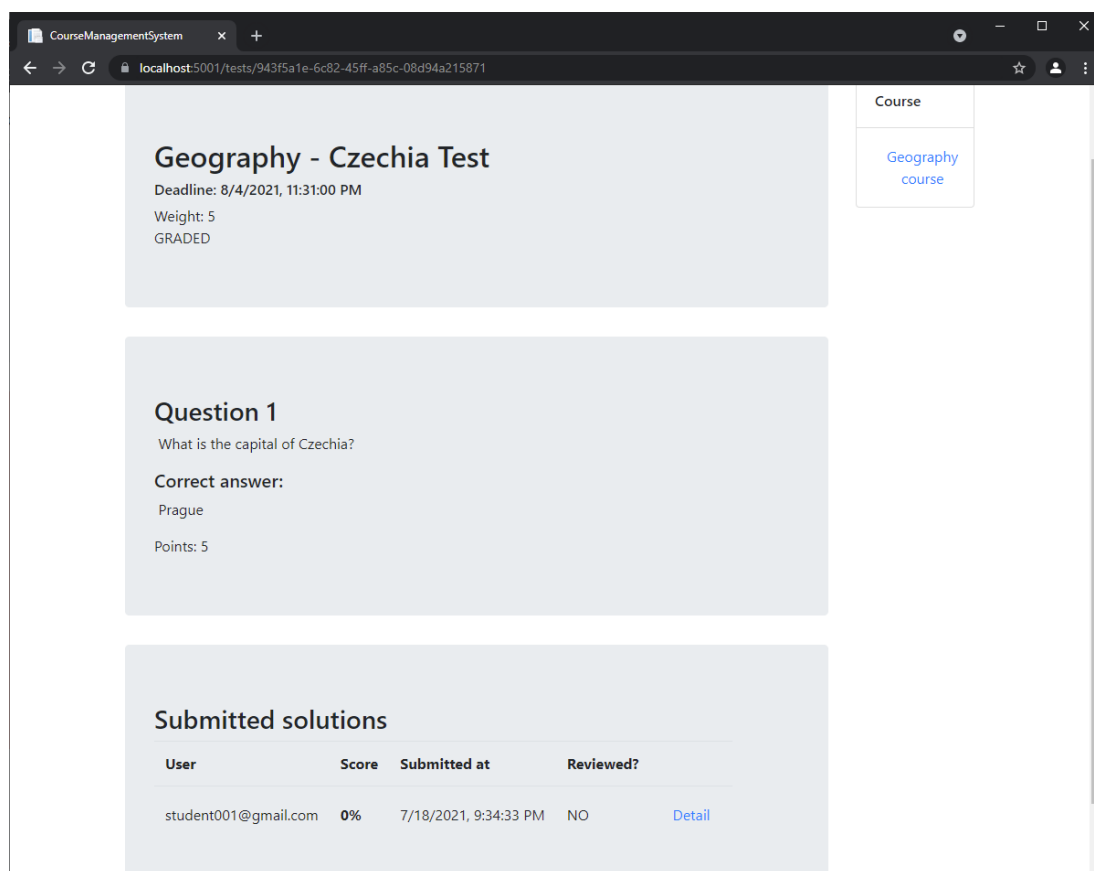 CourseManagementSystem
localhost:5001/tests/943f5a1e-6c82-45ff-a85c-08d94a215871
Geography - Czechia Test
Deadline: 8/4/2021, 11:31:00 PM
Weight: 5
GRADED
Course
Geography
course
Question 1
What is the capital of Czechia?
Correct answer:
Prague
Points: 5
Submitted solutions
User Score Submitted at Reviewed?
student001@gmail.com 0% 7/18/2021, 9:34:33 PM NO Detail